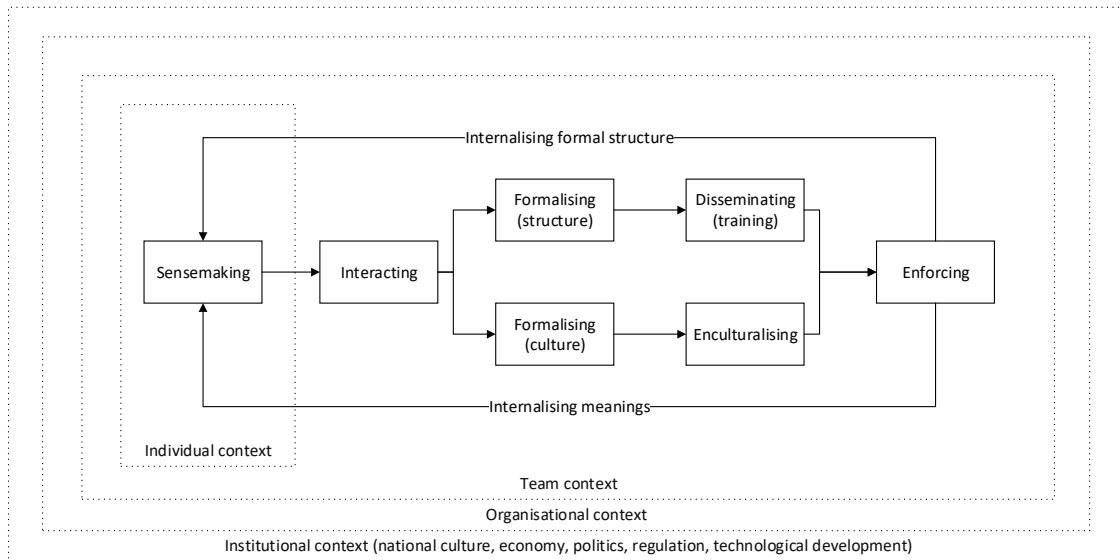 Internalising formal structure
Formalising
(structure)
Disseminating
(training)
Sensemaking
Interacting
Enforcing
Formalising
(culture)
Enculturalising
Internalising meanings
Individual context
Team context
Organisational context
Institutional context (national culture, economy, politics, regulation, technological development)